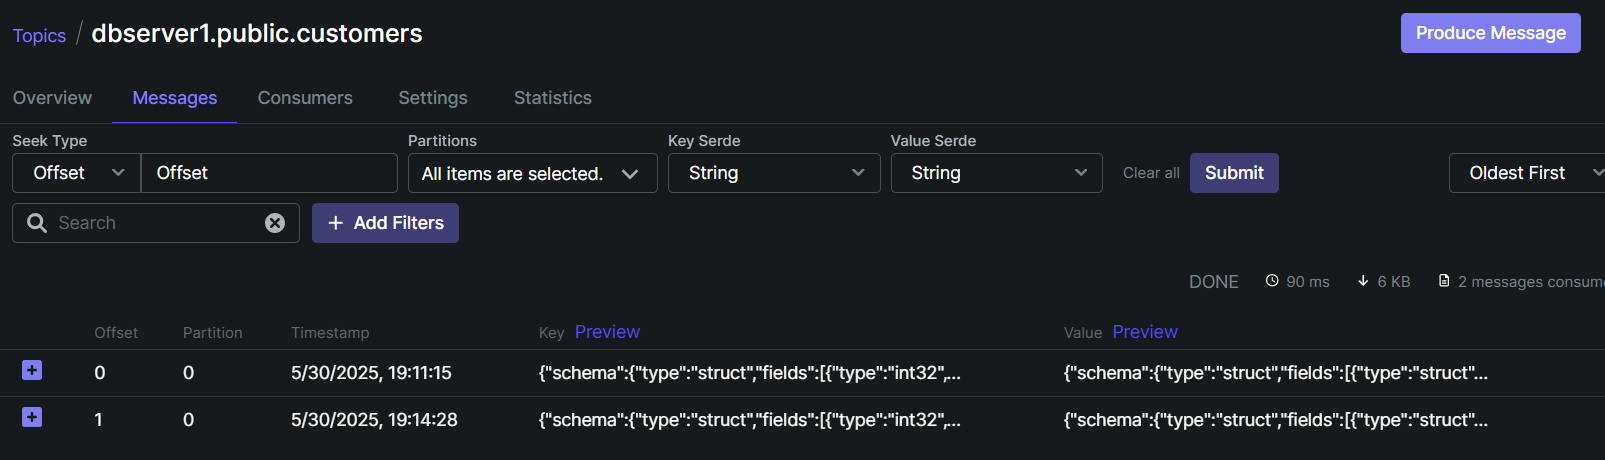 Topics / dbserver1.public.customers
Produce Message
Overview Messages Consumers Settings Statistics
Seek Type Partitions Key Serde Value Serde
Offset Offset All items are selected. String String Clear all Submit Oldest First
Search + Add Filters
DONE 90 ms 6 KB 2 messages consume
Offset Partition Timestamp Key Preview Value Preview
0 0 5/30/2025, 19:11:15 {"schema":{"type":"struct","fields":[{"type":"int32",... {"schema":{"type":"struct","fields":[{"type":"struct"...
1 0 5/30/2025, 19:14:28 {"schema":{"type":"struct","fields":[{"type":"int32",... {"schema":{"type":"struct","fields":[{"type":"struct"...